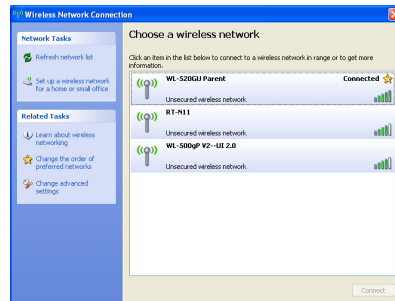 Wireless Network Connection
Network Tasks
Refresh network list
Set up a wireless network
for a home or small office
Related Tasks
Learn about wireless
networking
Change the order of
preferred networks
Change advanced
settings
Choose a wireless network
Click an item in the list below to connect to a wireless network in range or to get more
information.
WL-520GU Parent Connected
Unsecured wireless network
RT-N11
Unsecured wireless network
WL-500gP V2--UI 2.0
Unsecured wireless network
Connect